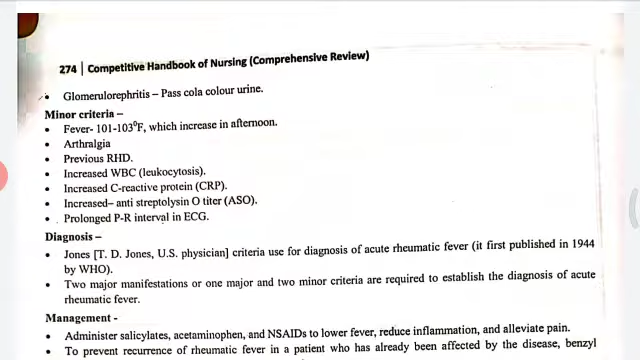 274 | Competitive Handbook of Nursing (Comprehensive Review)
• Glomerulorephritis – Pass cola colour urine.
Minor criteria –
• Fever- 101-103⁰F, which increase in afternoon.
• Arthralgia
• Previous RHD.
• Increased WBC (leukocytosis).
• Increased C-reactive protein (CRP).
• Increased– anti streptolysin O titer (ASO).
• Prolonged P-R interval in ECG.
Diagnosis –
• Jones [T. D. Jones, U.S. physician] criteria use for diagnosis of acute rheumatic fever (it first published in 1944
by WHO).
• Two major manifestations or one major and two minor criteria are required to establish the diagnosis of acute
rheumatic fever.
Management -
• Administer salicylates, acetaminophen, and NSAIDs to lower fever, reduce inflammation, and alleviate pain.
• To prevent recurrence of rheumatic fever in a patient who has already been affected by the disease, benzyl